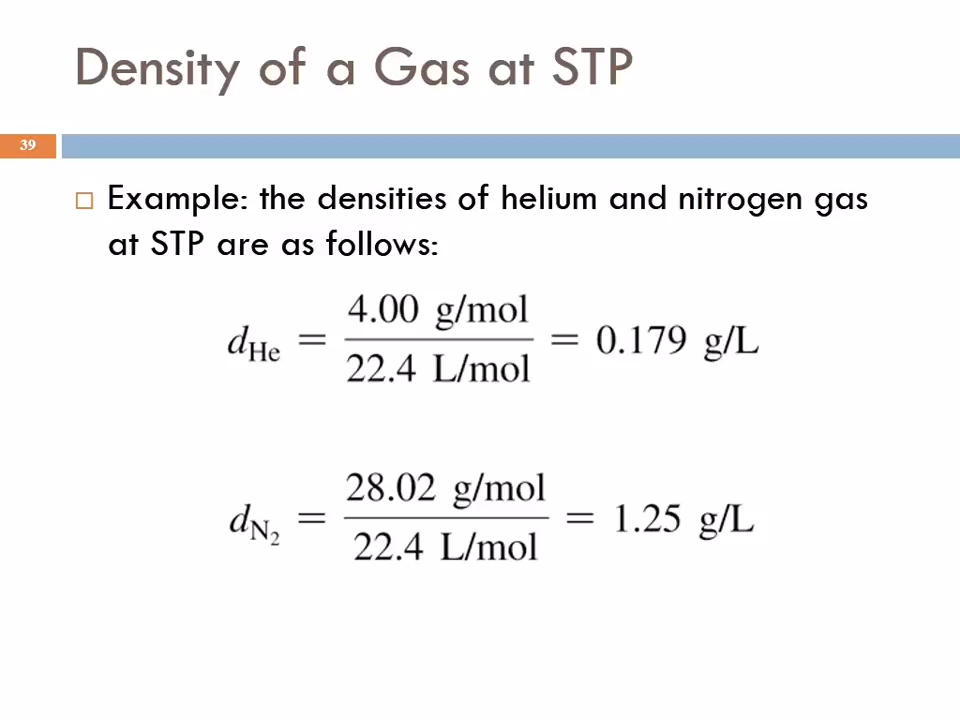 Density of a Gas at STP
39
Example: the densities of helium and nitrogen gas
at STP are as follows:
d_He = 4.00 g/mol / 22.4 L/mol = 0.179 g/L
d_N₂ = 28.02 g/mol / 22.4 L/mol = 1.25 g/L